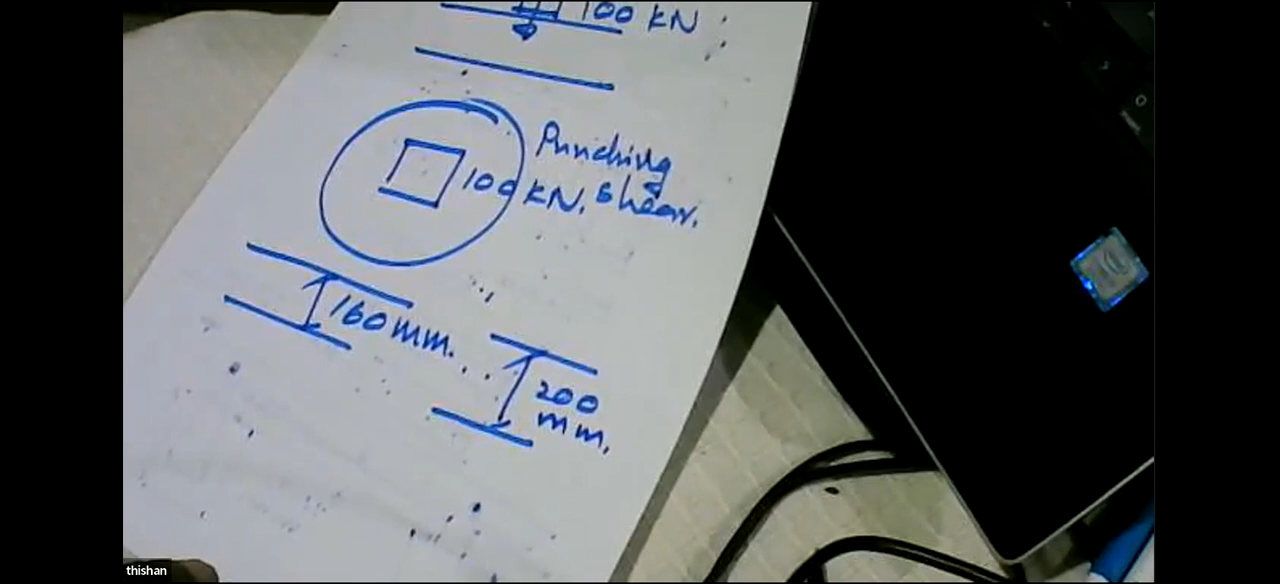 100 kN
Punching
100 kN. Shear.
160 mm.
200
mm.
thishan